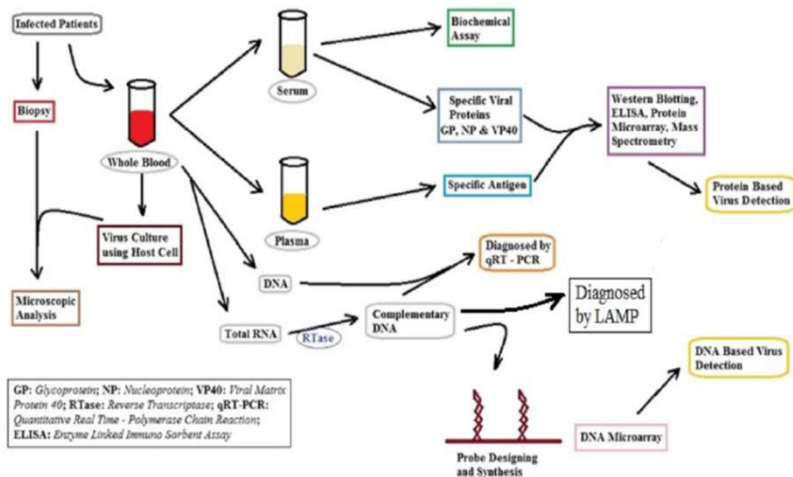 Infected Patients
Biopsy
Whole Blood
Virus Culture
using Host Cell
Microscopic
Analysis
Serum
Plasma
Biochemical
Assay
Specific Viral
Proteins
GP, NP & VP40
Specific Antigen
Western Blotting,
ELISA, Protein
Microarray, Mass
Spectrometry
Protein Based
Virus Detection
DNA
Total RNA
RTase
Complementary
DNA
Diagnosed by
qRT - PCR
Diagnosed
by LAMP
DNA Based Virus
Detection
DNA Microarray
Probe Designing
and Synthesis
GP: Glycoprotein; NP: Nucleoprotein; VP40: Viral Matrix
Protein 40; RTase: Reverse Transcriptase; qRT-PCR:
Quantitative Real Time - Polymerase Chain Reaction;
ELISA: Enzyme Linked Immuno Sorbent Assay